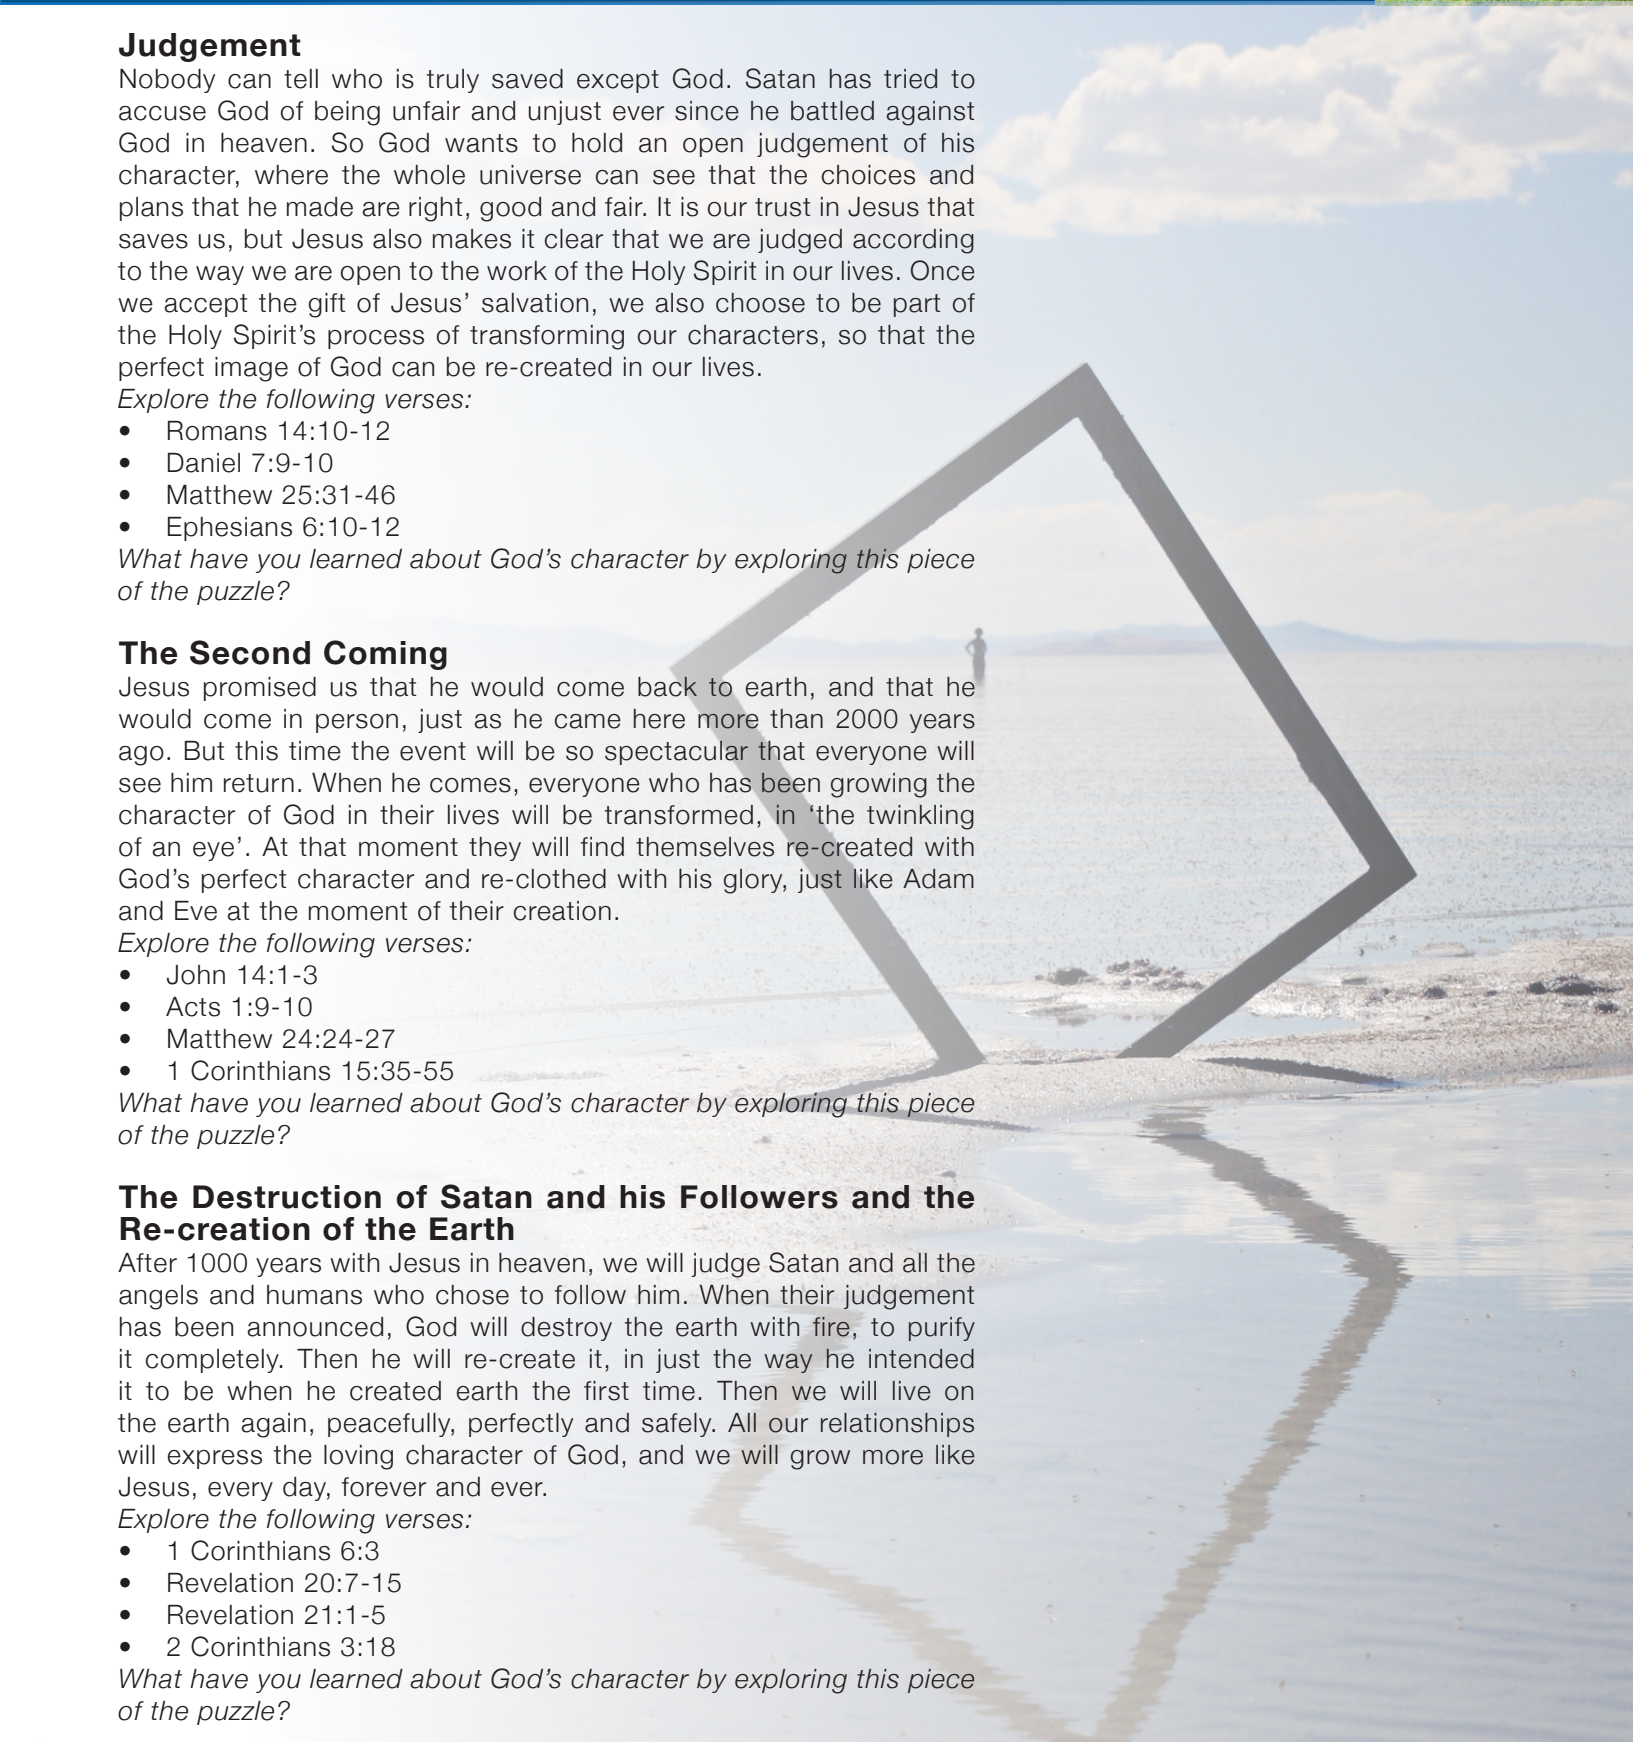 Judgement
Nobody can tell who is truly saved except God. Satan has tried to
accuse God of being unfair and unjust ever since he battled against
God in heaven. So God wants to hold an open judgement of his
character, where the whole universe can see that the choices and
plans that he made are right, good and fair. It is our trust in Jesus that
saves us, but Jesus also makes it clear that we are judged according
to the way we are open to the work of the Holy Spirit in our lives. Once
we accept the gift of Jesus’ salvation, we also choose to be part of
the Holy Spirit’s process of transforming our characters, so that the
perfect image of God can be re-created in our lives.
Explore the following verses:
• Romans 14:10-12
• Daniel 7:9-10
• Matthew 25:31-46
• Ephesians 6:10-12
What have you learned about God’s character by exploring this piece
of the puzzle?
The Second Coming
Jesus promised us that he would come back to earth, and that he
would come in person, just as he came here more than 2000 years
ago. But this time the event will be so spectacular that everyone will
see him return. When he comes, everyone who has been growing the
character of God in their lives will be transformed, in ‘the twinkling
of an eye’. At that moment they will find themselves re-created with
God’s perfect character and re-clothed with his glory, just like Adam
and Eve at the moment of their creation.
Explore the following verses:
• John 14:1-3
• Acts 1:9-10
• Matthew 24:24-27
• 1 Corinthians 15:35-55
What have you learned about God’s character by exploring this piece
of the puzzle?
The Destruction of Satan and his Followers and the
Re-creation of the Earth
After 1000 years with Jesus in heaven, we will judge Satan and all the
angels and humans who chose to follow him. When their judgement
has been announced, God will destroy the earth with fire, to purify
it completely. Then he will re-create it, in just the way he intended
it to be when he created earth the first time. Then we will live on
the earth again, peacefully, perfectly and safely. All our relationships
will express the loving character of God, and we will grow more like
Jesus, every day, forever and ever.
Explore the following verses:
• 1 Corinthians 6:3
• Revelation 20:7-15
• Revelation 21:1-5
• 2 Corinthians 3:18
What have you learned about God’s character by exploring this piece
of the puzzle?